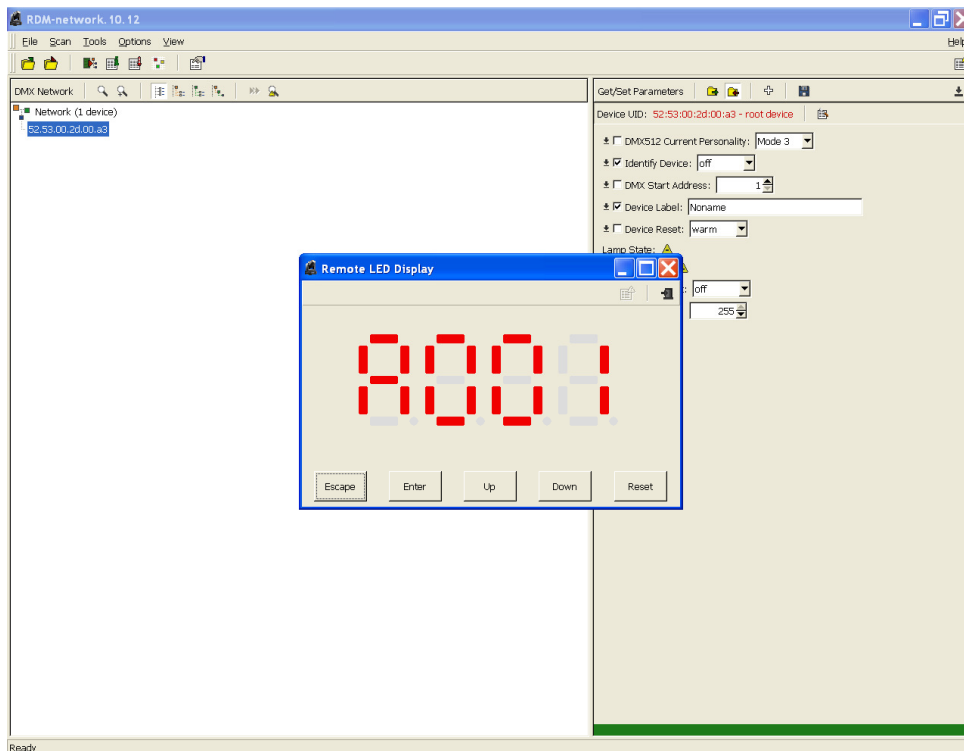 RDM-network. 10. 12
File Scan Tools Options View Help
DMX Network
Network (1 device)
52.53.00.2d.00.a3
Get/Set Parameters
Device UID: 52:53:00:2d:00:a3 - root device
DMX512 Current Personality: Mode 3
Identify Device: off
DMX Start Address: 1
Device Label: Noname
Device Reset: warm
Lamp State:
: off
255
Remote LED Display
A001
Escape Enter Up Down Reset
Ready